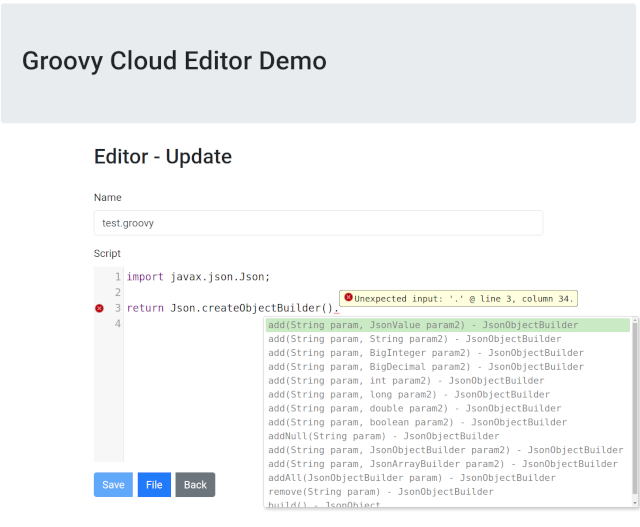 Groovy Cloud Editor Demo
Editor - Update
Name
test.groovy
Script
1 import javax.json.Json;
2
Unexpected input: '.' @ line 3, column 34.
3 return Json.createObjectBuilder().
4
add(String param, JsonValue param2) - JsonObjectBuilder
add(String param, String param2) - JsonObjectBuilder
add(String param, BigInteger param2) - JsonObjectBuilder
add(String param, BigDecimal param2) - JsonObjectBuilder
add(String param, int param2) - JsonObjectBuilder
add(String param, long param2) - JsonObjectBuilder
add(String param, double param2) - JsonObjectBuilder
add(String param, boolean param2) - JsonObjectBuilder
addNull(String param) - JsonObjectBuilder
add(String param, JsonObjectBuilder param2) - JsonObjectBuilder
add(String param, JsonArrayBuilder param2) - JsonObjectBuilder
addAll(JsonObjectBuilder param) - JsonObjectBuilder
remove(String param) - JsonObjectBuilder
build() - JsonObject
Save File Back